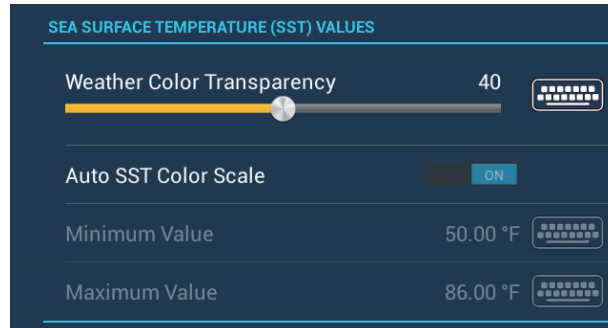 SEA SURFACE TEMPERATURE (SST) VALUES
Weather Color Transparency 40
Auto SST Color Scale ON
Minimum Value 50.00 °F
Maximum Value 86.00 °F